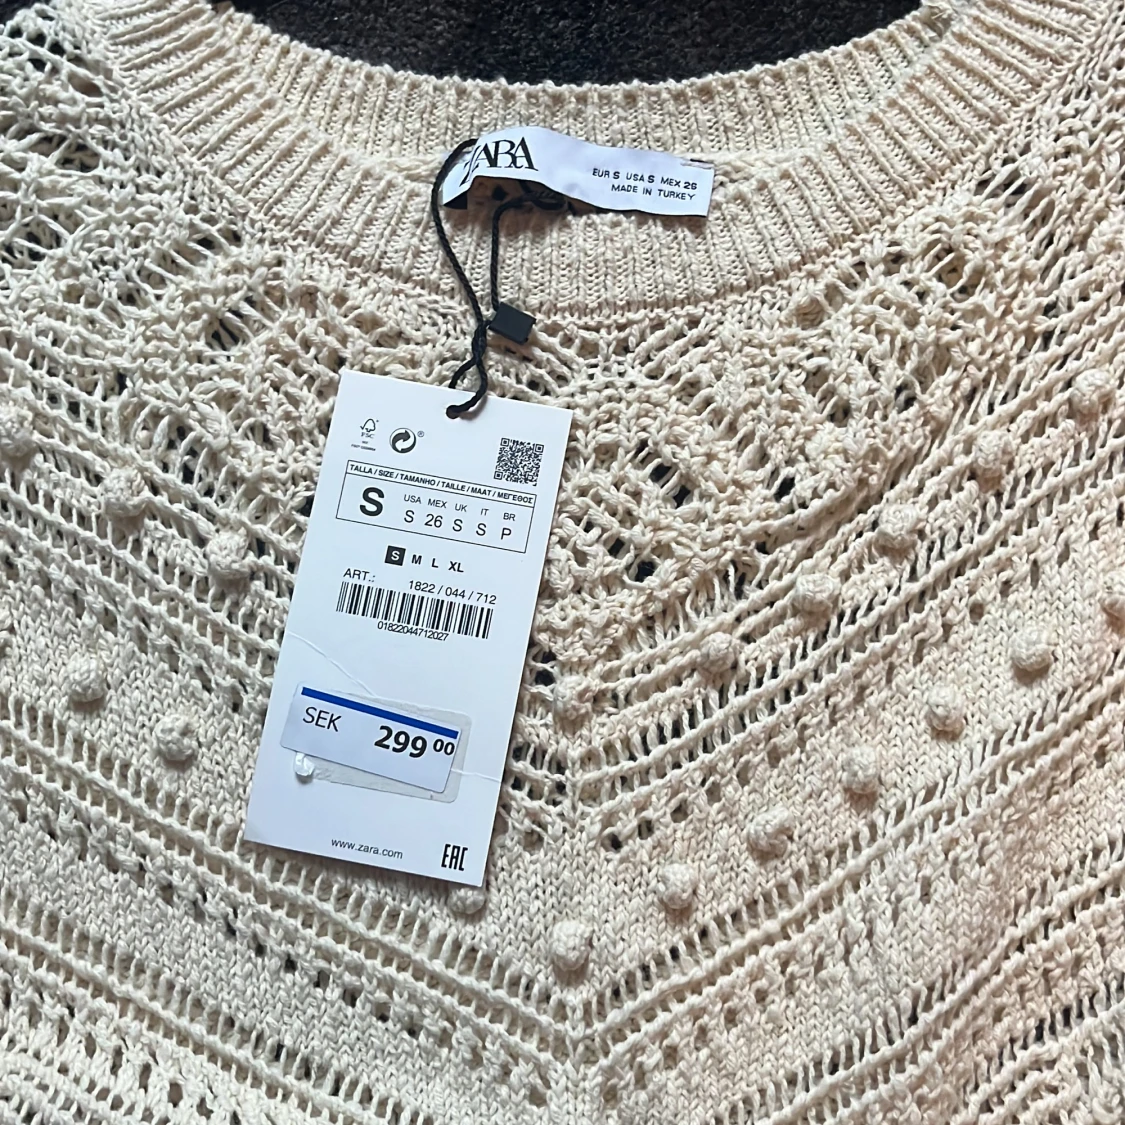 ZARA
EUR S USA S MEX 26
MADE IN TURKEY
FSC
TALLA / SIZE / TAMANHO / TAILLE / MAAT / ΜΕΓΕΘΟΣ
S
USA MEX UK IT BR
S 26 S S P
S M L XL
ART.: 1822 / 044 / 712
01822044712027
SEK 299 00
www.zara.com
EAC